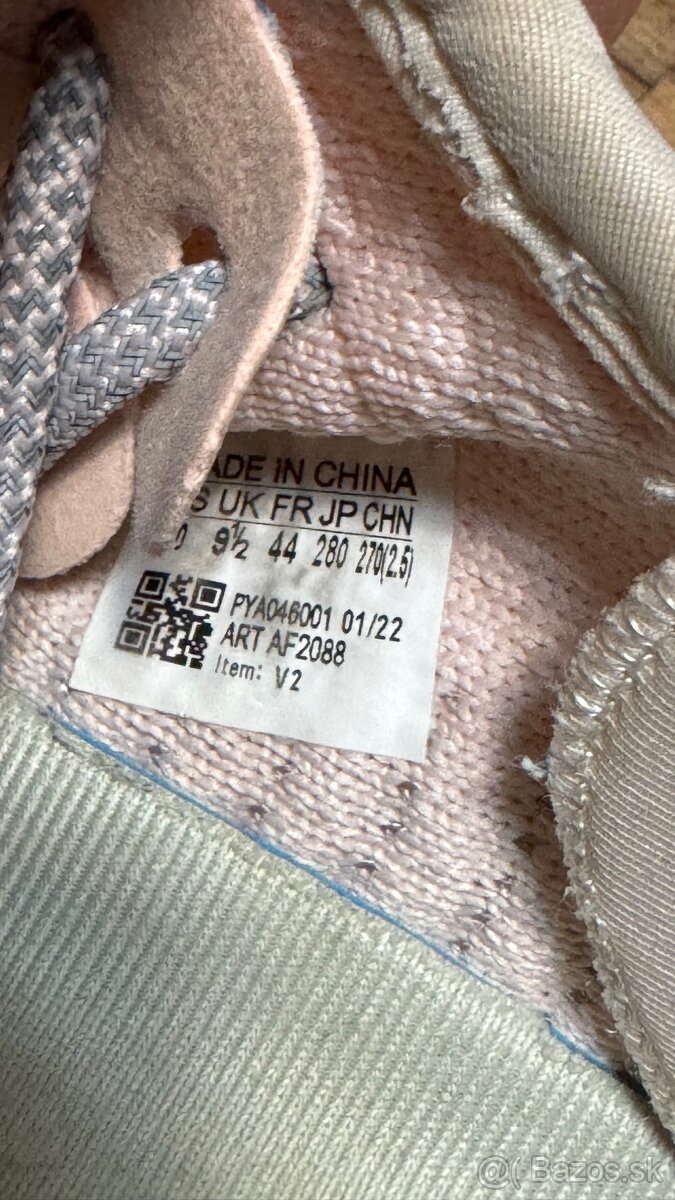 ADE IN CHINA
S UK FR JP CHN
0 9½ 44 280 270(2.5)
PYA046001 01/22
ART AF2088
Item: V2
@( Bazos.sk